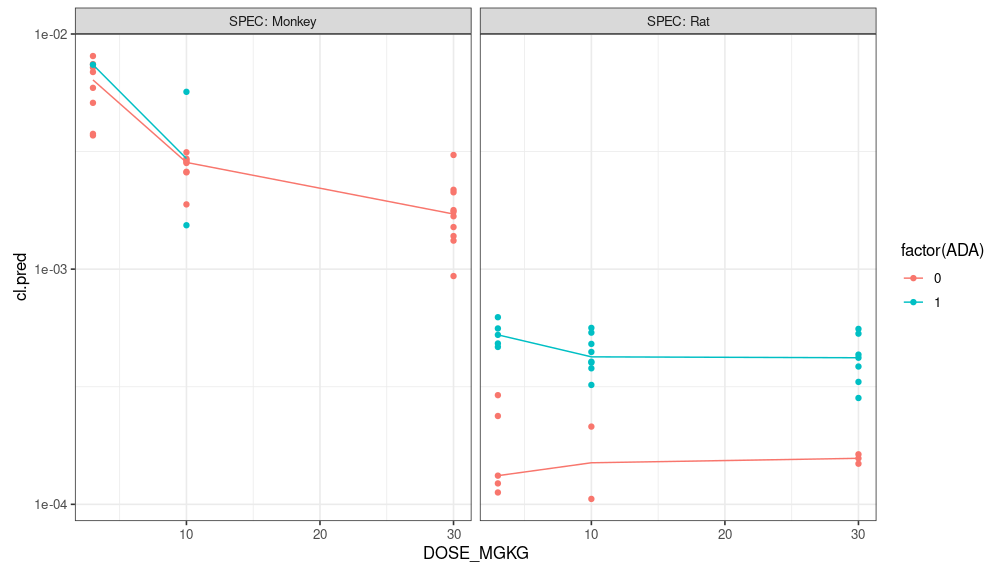 SPEC: Monkey
SPEC: Rat
1e-02
1e-03
1e-04
cl.pred
10
20
30
10
20
30
DOSE_MGKG
factor(ADA)
0
1